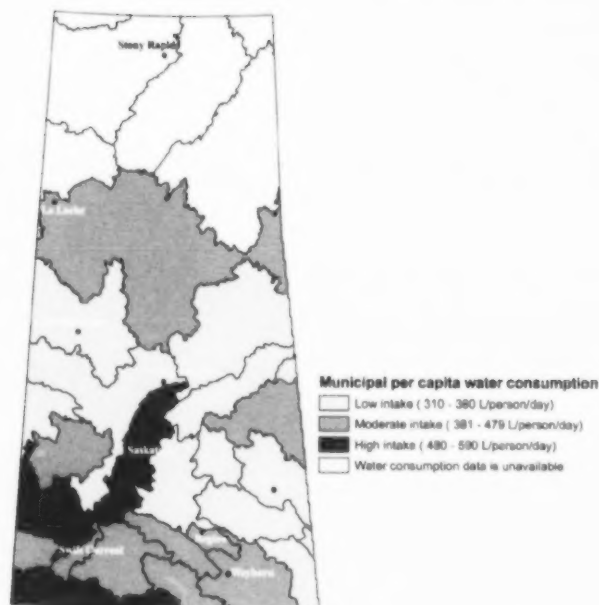 Stony Rapids
La Loche
Saskat
Swift Current
Regina
Weyburn
Municipal per capita water consumption
Low intake ( 310 - 380 L/person/day)
Moderate intake ( 381 - 479 L/person/day)
High intake ( 480 - 590 L/person/day)
Water consumption data is unavailable